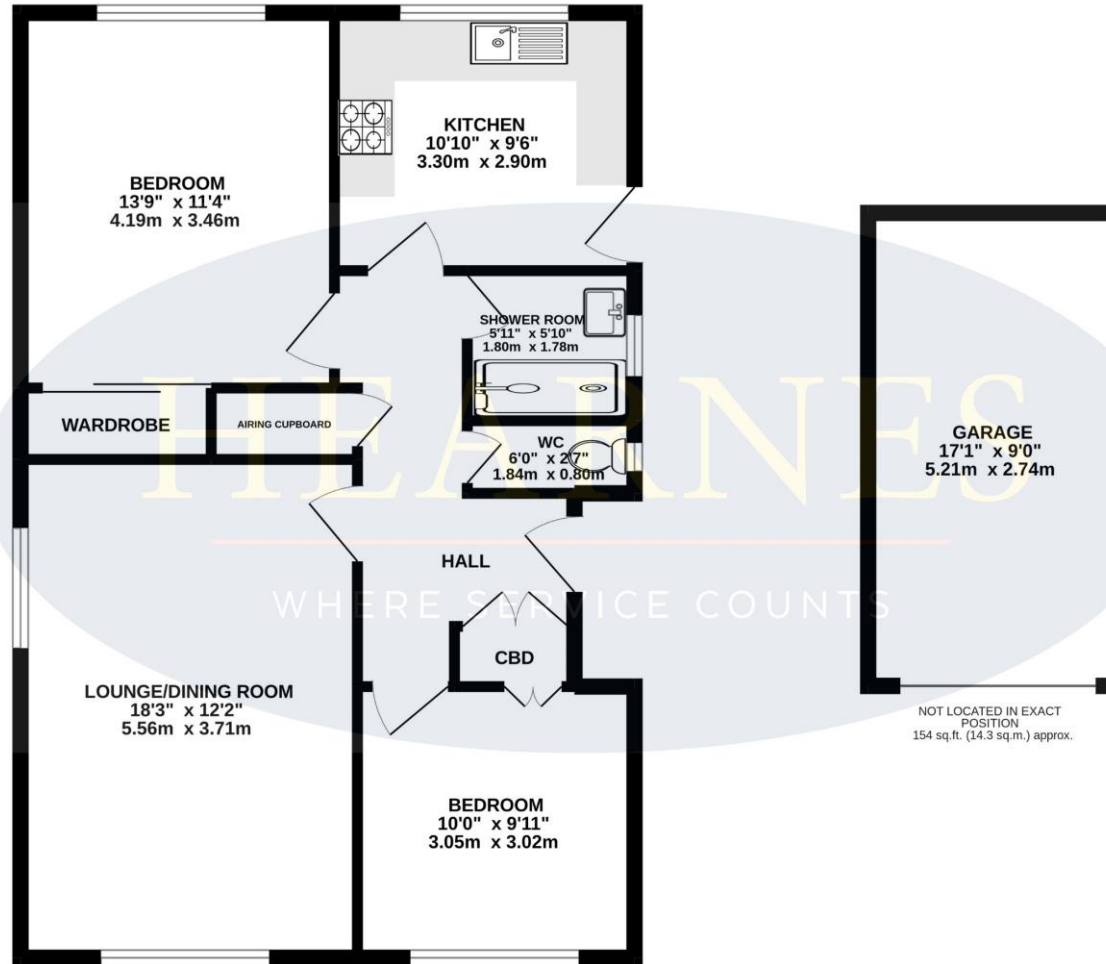 KITCHEN
10'10" x 9'6"
3.30m x 2.90m
BEDROOM
13'9" x 11'4"
4.19m x 3.46m
SHOWER ROOM
5'11" x 5'10"
1.80m x 1.78m
WARDROBE
AIRING CUPBOARD
WC
6'0" x 2'7"
1.84m x 0.80m
GARAGE
17'1" x 9'0"
5.21m x 2.74m
HEARNES
HALL
WHERE SERVICE COUNTS
CBD
LOUNGE/DINING ROOM
18'3" x 12'2"
5.56m x 3.71m
NOT LOCATED IN EXACT
POSITION
154 sq.ft. (14.3 sq.m.) approx.
BEDROOM
10'0" x 9'11"
3.05m x 3.02m